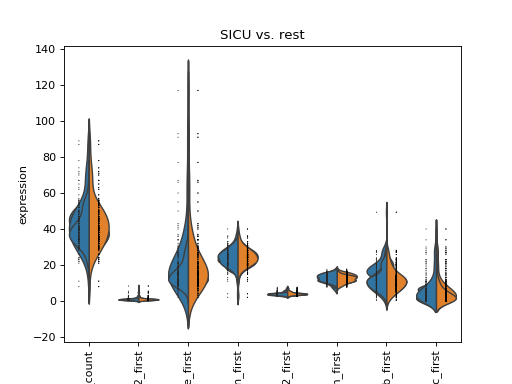 SICU vs. rest
expression
140
120
100
80
60
40
20
0
−20
_count
2_first
e_first
n_first
2_first
n_first
b_first
c_first